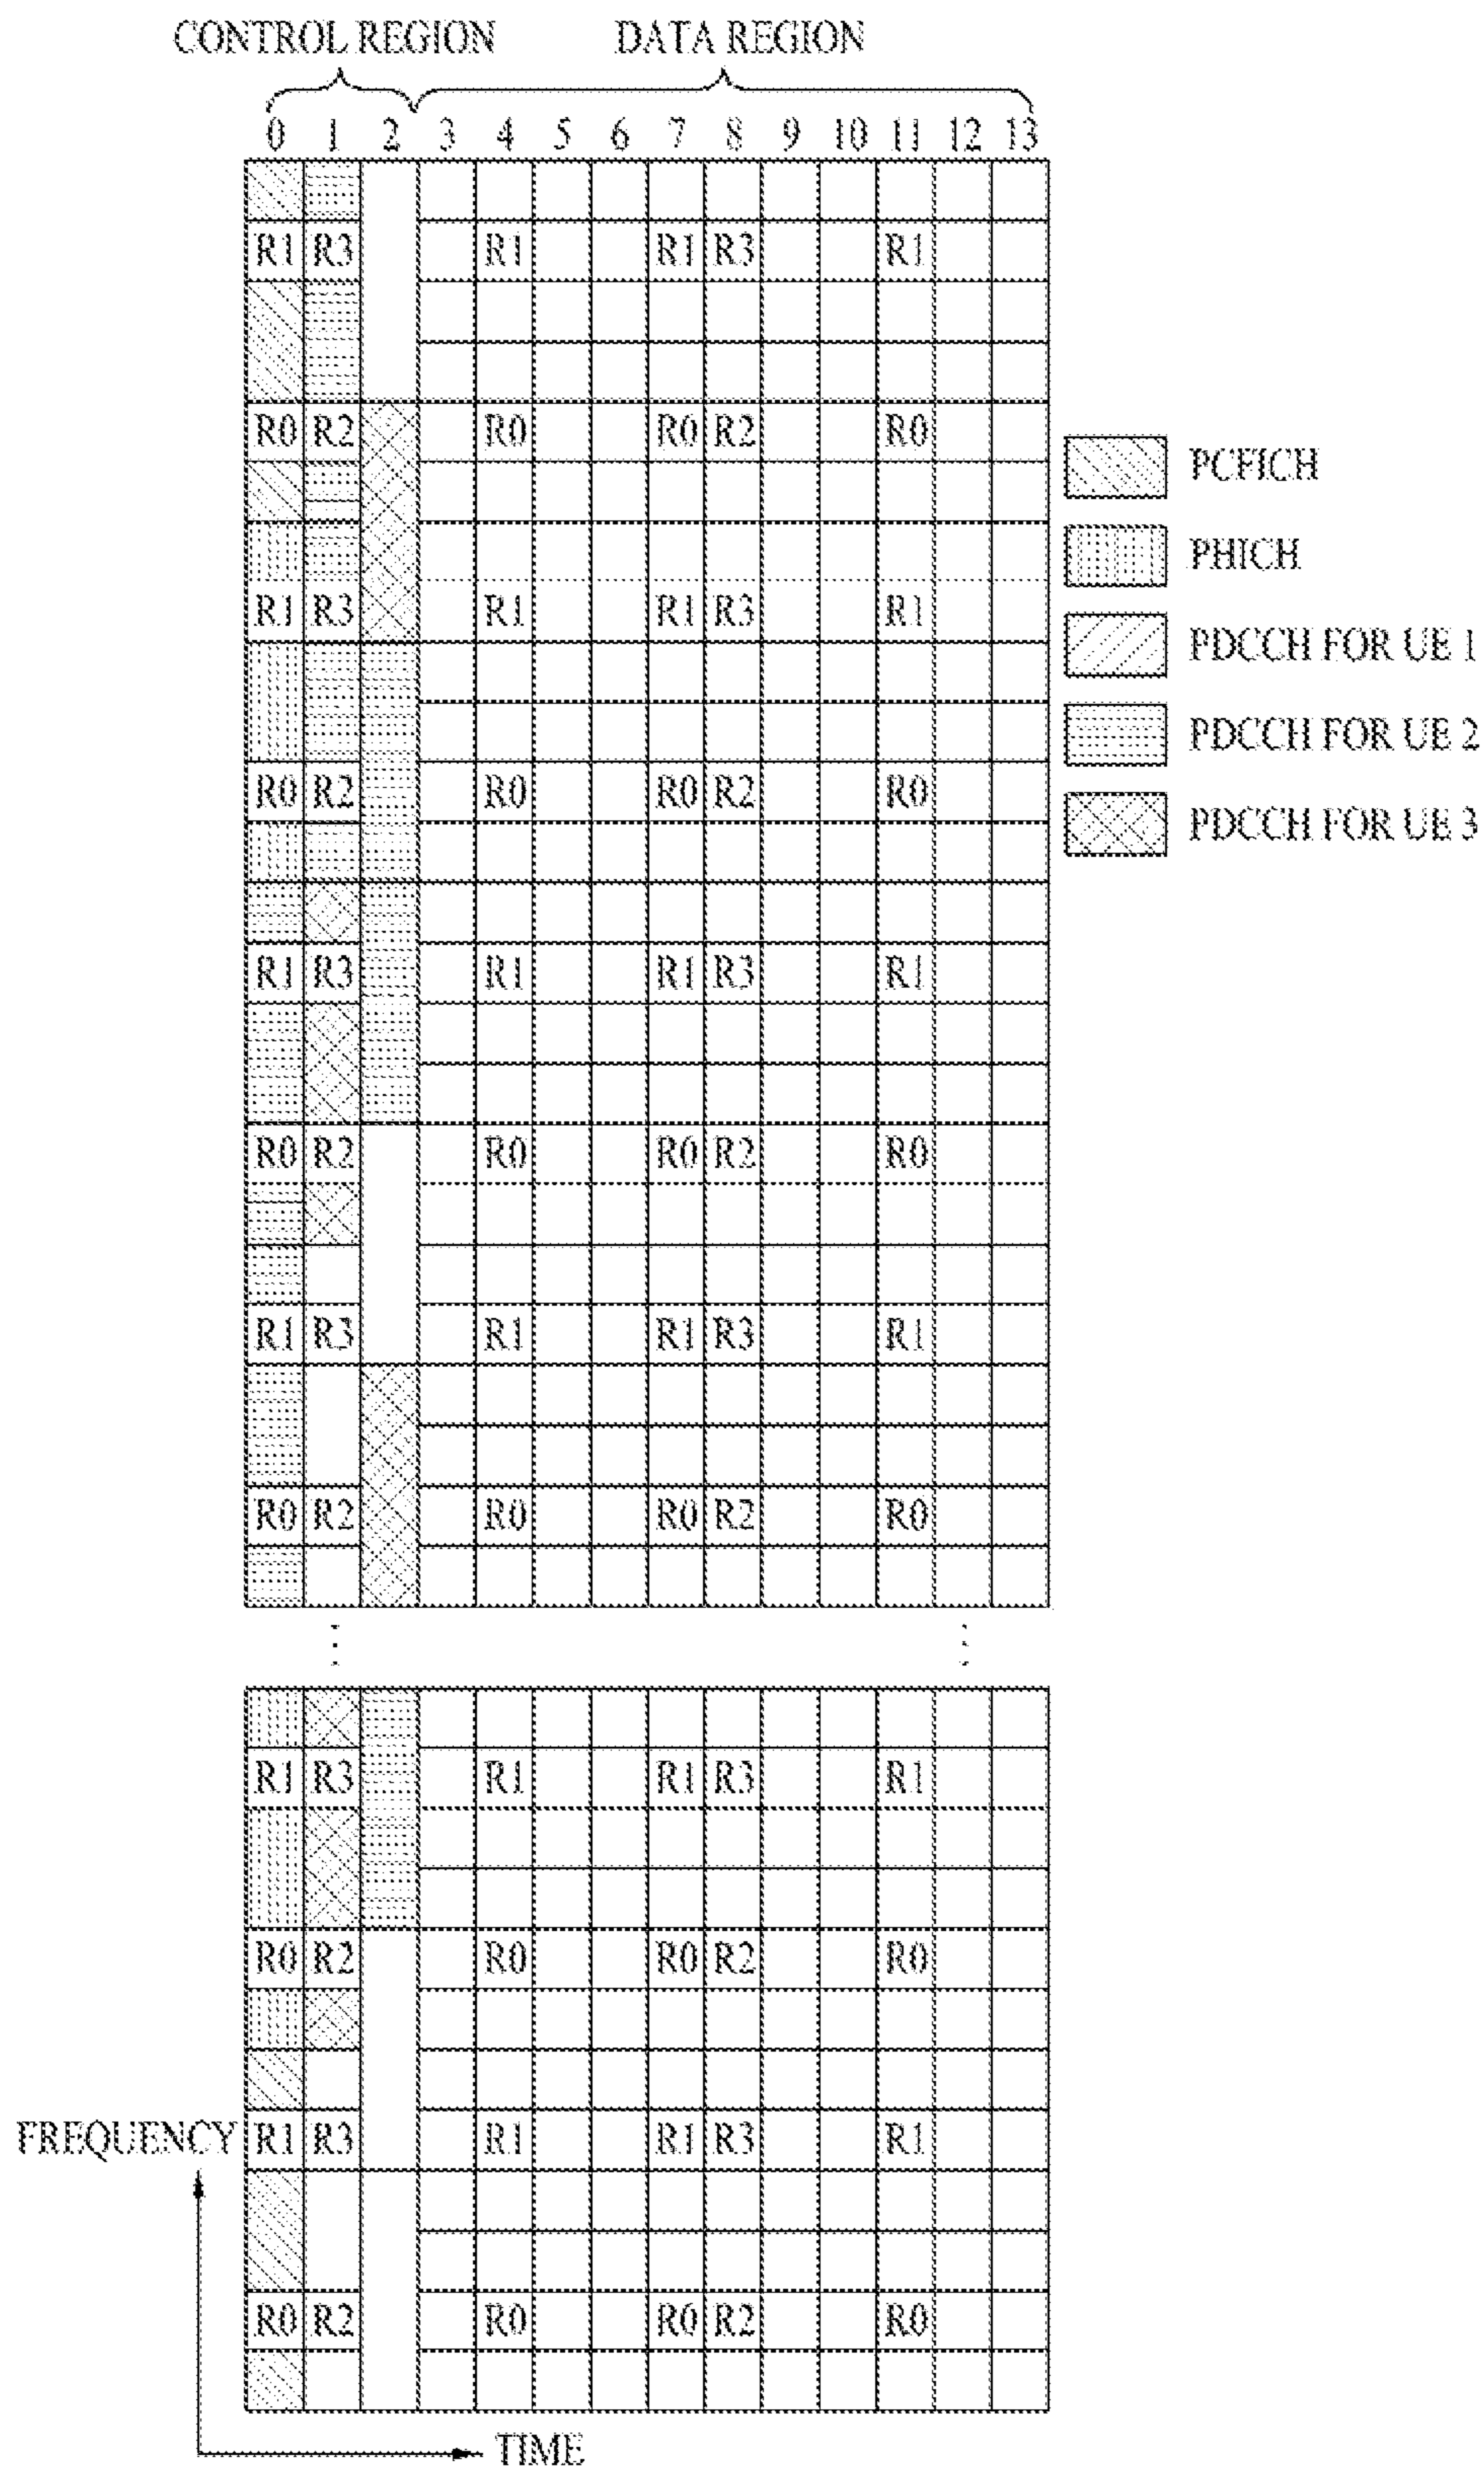 CONTROL REGION DATA REGION
0 1 2 3 4 5 6 7 8 9 10 11 12 13
R1 R3 R1 R1 R3 R1
R0 R2 R0 R0 R2 R0
PCFICH
PHICH
R1 R3 R1 R1 R3 R1
PDCCH FOR UE 1
PDCCH FOR UE 2
R0 R2 R0 R0 R2 R0
PDCCH FOR UE 3
R1 R3 R1 R1 R3 R1
R0 R2 R0 R0 R2 R0
R1 R3 R1 R1 R3 R1
R0 R2 R0 R0 R2 R0
R1 R3 R1 R1 R3 R1
R0 R2 R0 R0 R2 R0
FREQUENCY R1 R3 R1 R1 R3 R1
R0 R2 R0 R0 R2 R0
TIME